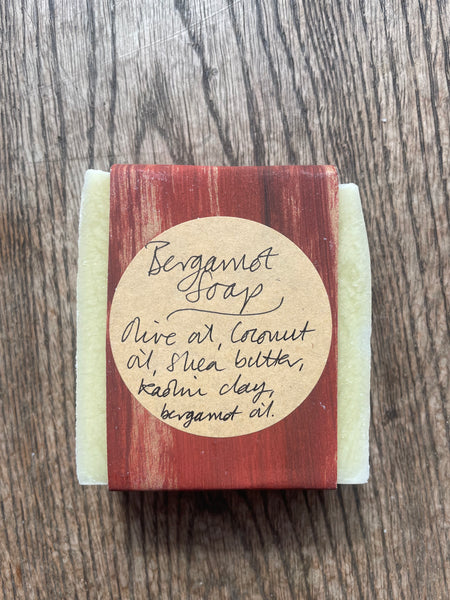 Bergamot
Soap
Olive oil, Coconut
oil, Shea butter,
kaolin clay,
bergamot oil.